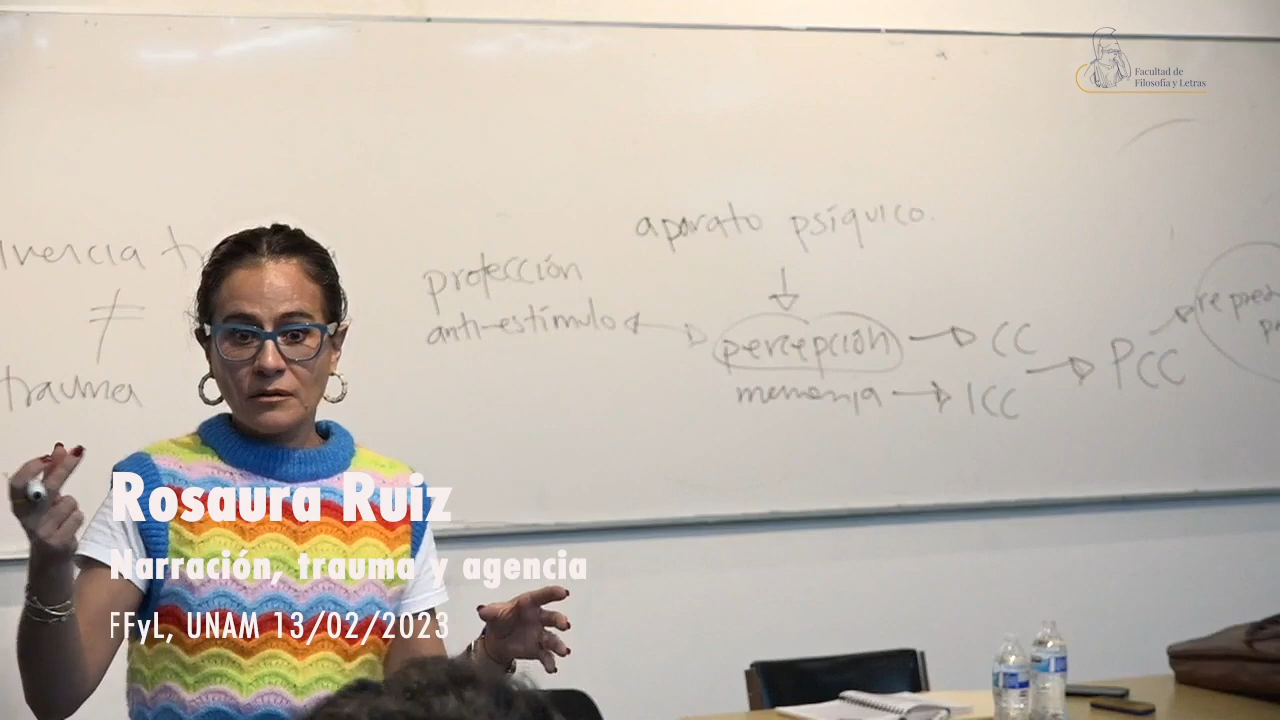 Facultad de
Filosofía y Letras
aparato psíquico.
protección
anti-estímulo
percepción
CC
memoria
ICC
PCC
≠
trauma
Rosaura Ruiz
Narración, trauma y agencia
FFyL, UNAM 13/02/2023